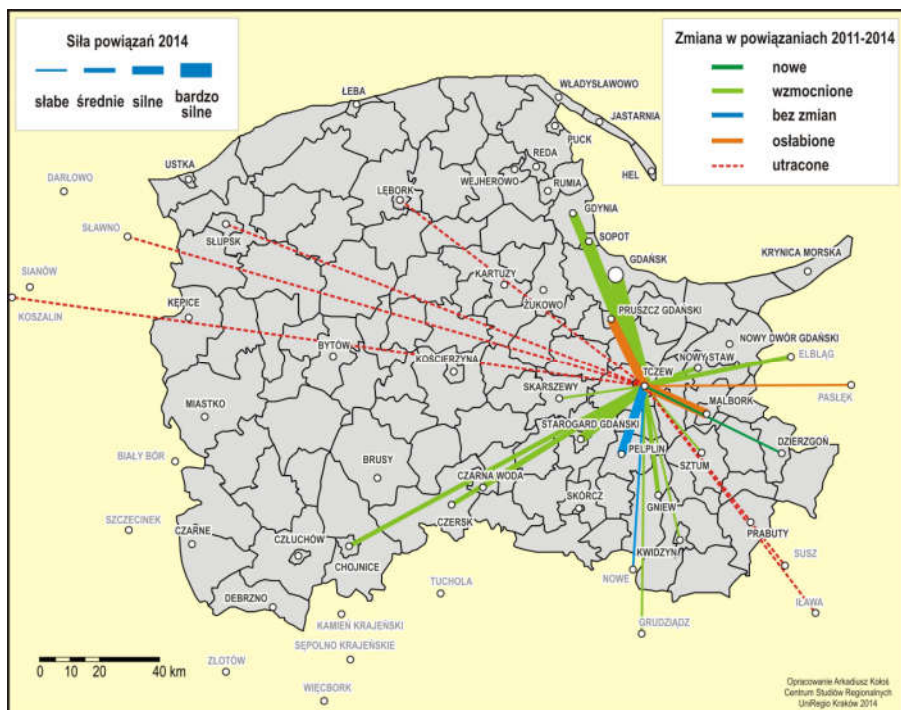 Siła powiązań 2014
słabe średnie silne bardzo silne
Zmiana w powiązaniach 2011-2014
nowe
wzmocnione
bez zmian
osłabione
utracone
WŁADYSŁAWOWO
ŁEBA
JASTARNIA
PUCK
REDA
USTKA
WEJHEROWO
HEL
DARŁOWO
RUMIA
LĘBORK
GDYNIA
SŁAWNO
SŁUPSK
SOPOT
KRYNICA MORSKA
GDAŃSK
KARTUZY
SIANÓW
ŻUKOWO
KĘPICE
PRUSZCZ GDAŃSKI
KOSZALIN
NOWY DWÓR GDAŃSKI
BYTÓW
NOWY STAW
ELBLĄG
KOŚCIERZYNA
TCZEW
SKARSZEWY
PASŁĘK
MIASTKO
MALBORK
STAROGARD GDAŃSKI
DZIERZGOŃ
PELPLIN
BIAŁY BÓR
BRUSY
SZTUM
CZARNA WODA
SKÓRCZ
GNIEW
SZCZECINEK
CZERSK
CZARNE
PRABUTY
CZŁUCHÓW
KWIDZYN
SUSZ
CHOJNICE
TUCHOLA
NOWE
DEBRZNO
IŁAWA
KAMIEŃ KRAJEŃSKI
GRUDZIĄDZ
SĘPOLNO KRAJEŃSKIE
ZŁOTÓW
WIĘCBORK
0 5 10 20 40 km
Opracowanie Arkadiusz Kołoś
Centrum Studiów Regionalnych
UniRegio Kraków 2014